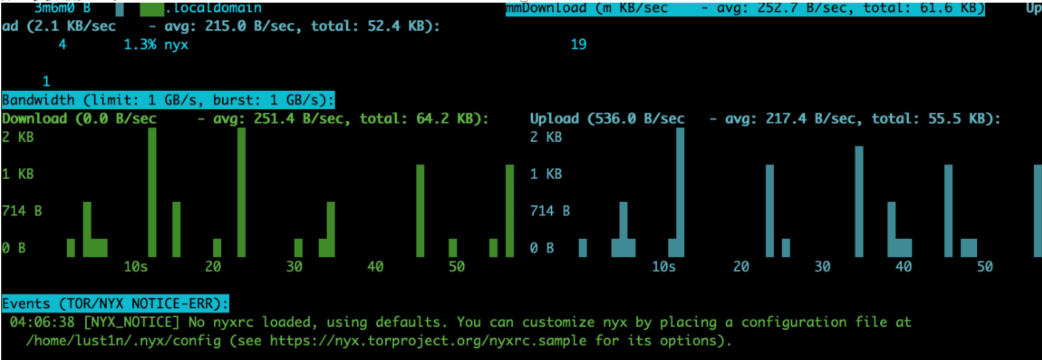 3m6m0 B .localdomain mmDownload (m KB/sec - avg: 252.7 B/sec, total: 61.6 KB) Up
ad (2.1 KB/sec - avg: 215.0 B/sec, total: 52.4 KB):
4 1.3% nyx 19
1
Bandwidth (limit: 1 GB/s, burst: 1 GB/s):
Download (0.0 B/sec - avg: 251.4 B/sec, total: 64.2 KB): Upload (536.0 B/sec - avg: 217.4 B/sec, total: 55.5 KB):
2 KB 2 KB
1 KB 1 KB
714 B 714 B
0 B 0 B
10s 20 30 40 50 10s 20 30 40 50
Events (TOR/NYX NOTICE-ERR):
04:06:38 [NYX_NOTICE] No nyxrc loaded, using defaults. You can customize nyx by placing a configuration file at
/home/lust1n/.nyx/config (see https://nyx.torproject.org/nyxrc.sample for its options).